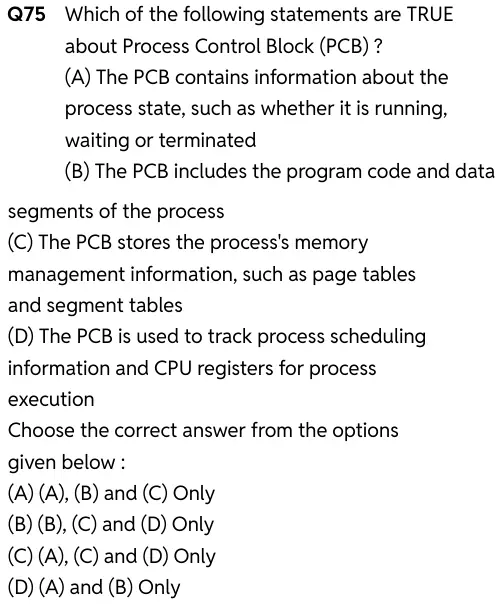 Q75 Which of the following statements are TRUE
about Process Control Block (PCB) ?
(A) The PCB contains information about the
process state, such as whether it is running,
waiting or terminated
(B) The PCB includes the program code and data
segments of the process
(C) The PCB stores the process's memory
management information, such as page tables
and segment tables
(D) The PCB is used to track process scheduling
information and CPU registers for process
execution
Choose the correct answer from the options
given below :
(A) (A), (B) and (C) Only
(B) (B), (C) and (D) Only
(C) (A), (C) and (D) Only
(D) (A) and (B) Only